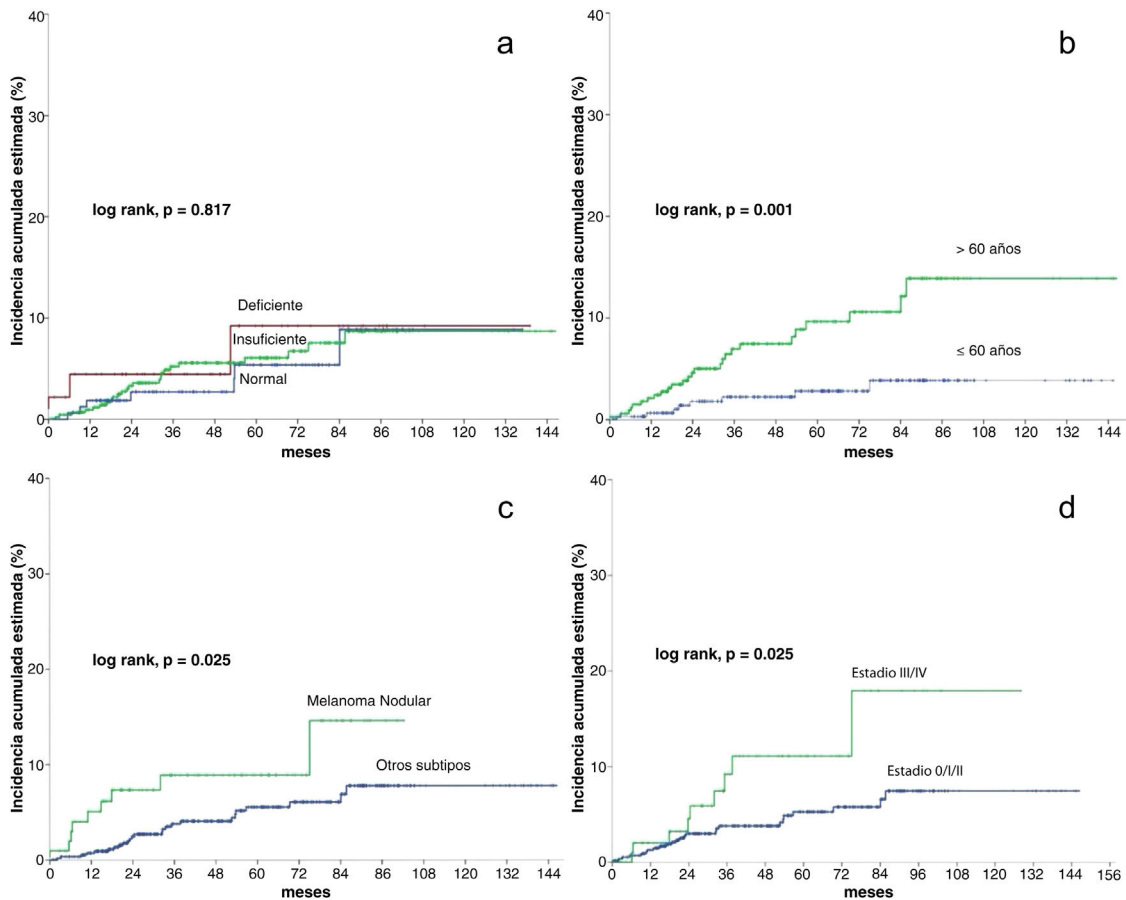 a
40
30
20
10
0
Incidencia acumulada estimada (%)
log rank, p = 0.817
Deficiente
Insuficiente
Normal
0 12 24 36 48 60 72 84 86 108 120 132 144
meses
b
40
30
20
10
0
Incidencia acumulada estimada (%)
log rank, p = 0.001
> 60 años
≤ 60 años
0 12 24 36 48 60 72 84 86 108 120 132 144
meses
c
40
30
20
10
0
Incidencia acumulada estimada (%)
log rank, p = 0.025
Melanoma Nodular
Otros subtipos
0 12 24 36 48 60 72 84 86 108 120 132 144
meses
d
40
30
20
10
0
Incidencia acumulada estimada (%)
log rank, p = 0.025
Estadio III/IV
Estadio 0/I/II
0 12 24 36 48 60 72 84 96 108 120 132 144 156
meses